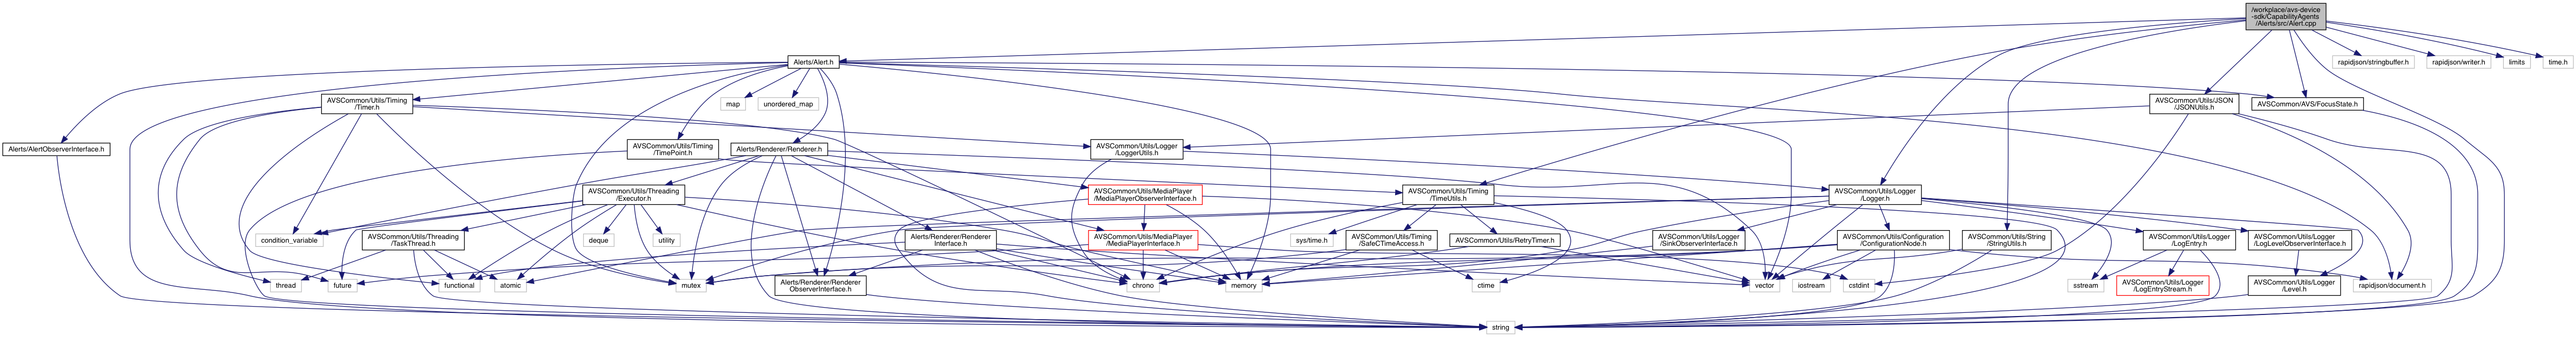 /workplace/avs-device
-sdk/CapabilityAgents
/Alerts/src/Alert.cpp
Alerts/Alert.h
rapidjson/stringbuffer.h
rapidjson/writer.h
limits
time.h
AVSCommon/Utils/Timing
/Timer.h
map
unordered_map
AVSCommon/Utils/JSON
/JSONUtils.h
AVSCommon/AVS/FocusState.h
Alerts/AlertObserverInterface.h
AVSCommon/Utils/Timing
/TimePoint.h
Alerts/Renderer/Renderer.h
AVSCommon/Utils/Logger
/LoggerUtils.h
AVSCommon/Utils/Threading
/Executor.h
AVSCommon/Utils/MediaPlayer
/MediaPlayerObserverInterface.h
AVSCommon/Utils/Timing
/TimeUtils.h
AVSCommon/Utils/Logger
/Logger.h
condition_variable
AVSCommon/Utils/Threading
/TaskThread.h
deque
utility
Alerts/Renderer/Renderer
Interface.h
AVSCommon/Utils/MediaPlayer
/MediaPlayerInterface.h
sys/time.h
AVSCommon/Utils/Timing
/SafeCTimeAccess.h
AVSCommon/Utils/RetryTimer.h
AVSCommon/Utils/Logger
/SinkObserverInterface.h
AVSCommon/Utils/Configuration
/ConfigurationNode.h
AVSCommon/Utils/String
/StringUtils.h
AVSCommon/Utils/Logger
/LogEntry.h
AVSCommon/Utils/Logger
/LogLevelObserverInterface.h
thread
future
functional
atomic
mutex
Alerts/Renderer/Renderer
ObserverInterface.h
chrono
memory
ctime
vector
iostream
cstdint
sstream
AVSCommon/Utils/Logger
/LogEntryStream.h
AVSCommon/Utils/Logger
/Level.h
rapidjson/document.h
string